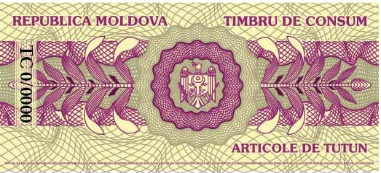 REPUBLICA MOLDOVA
TIMBRU DE CONSUM
TC 0/0000
ARTICOLE DE TUTUN